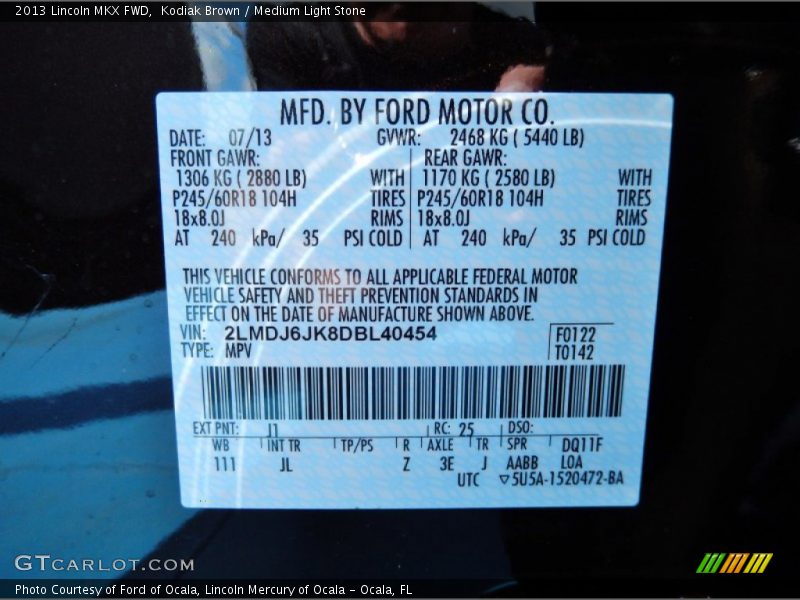 2013 Lincoln MKX FWD,  Kodiak Brown / Medium Light Stone
MFD. BY FORD MOTOR CO.
DATE: 07/13 GVWR: 2468 KG ( 5440 LB)
FRONT GAWR: REAR GAWR:
1306 KG ( 2880 LB) WITH 1170 KG ( 2580 LB) WITH
P245/60R18 104H TIRES P245/60R18 104H TIRES
18x8.0J RIMS 18x8.0J RIMS
AT 240 kPa/ 35 PSI COLD AT 240 kPa/ 35 PSI COLD
THIS VEHICLE CONFORMS TO ALL APPLICABLE FEDERAL MOTOR
VEHICLE SAFETY AND THEFT PREVENTION STANDARDS IN
EFFECT ON THE DATE OF MANUFACTURE SHOWN ABOVE.
VIN: 2LMDJ6JK8DBL40454 F0122
TYPE: MPV T0142
EXT PNT: J1 RC: 25 DSO:
WB INT TR TP/PS R AXLE TR SPR DQ11F
111 JL Z 3E J AABB LOA
UTC ▽5U5A-1520472-BA
GTCARLOT.COM
Photo Courtesy of Ford of Ocala, Lincoln Mercury of Ocala - Ocala, FL